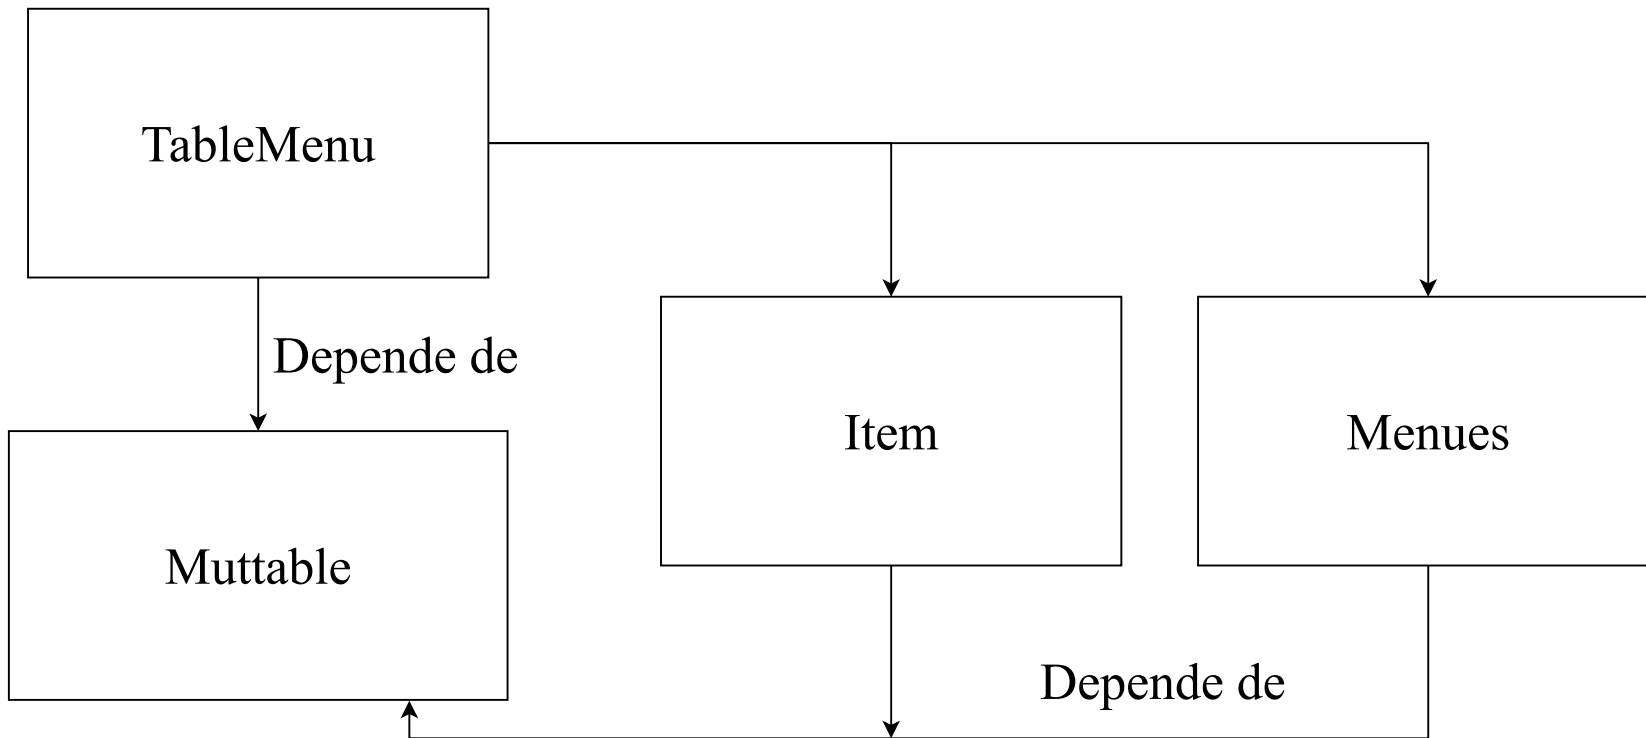 TableMenu
Depende de
Item
Menues
Muttable
Depende de